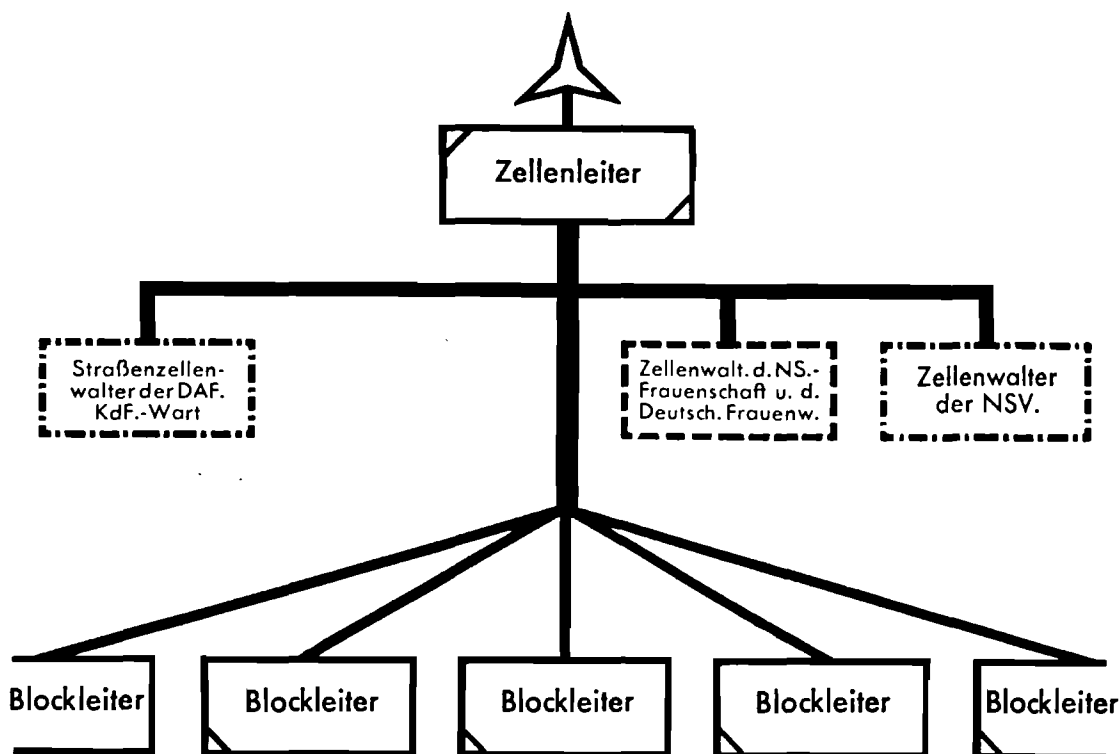 Zellenleiter
Straßenzellen-
walter der DAF.
KdF.-Wart
Zellenwalt. d. NS.-
Frauenschaft u. d.
Deutsch. Frauenw.
Zellenwalter
der NSV.
Blockleiter
Blockleiter
Blockleiter
Blockleiter
Blockleiter